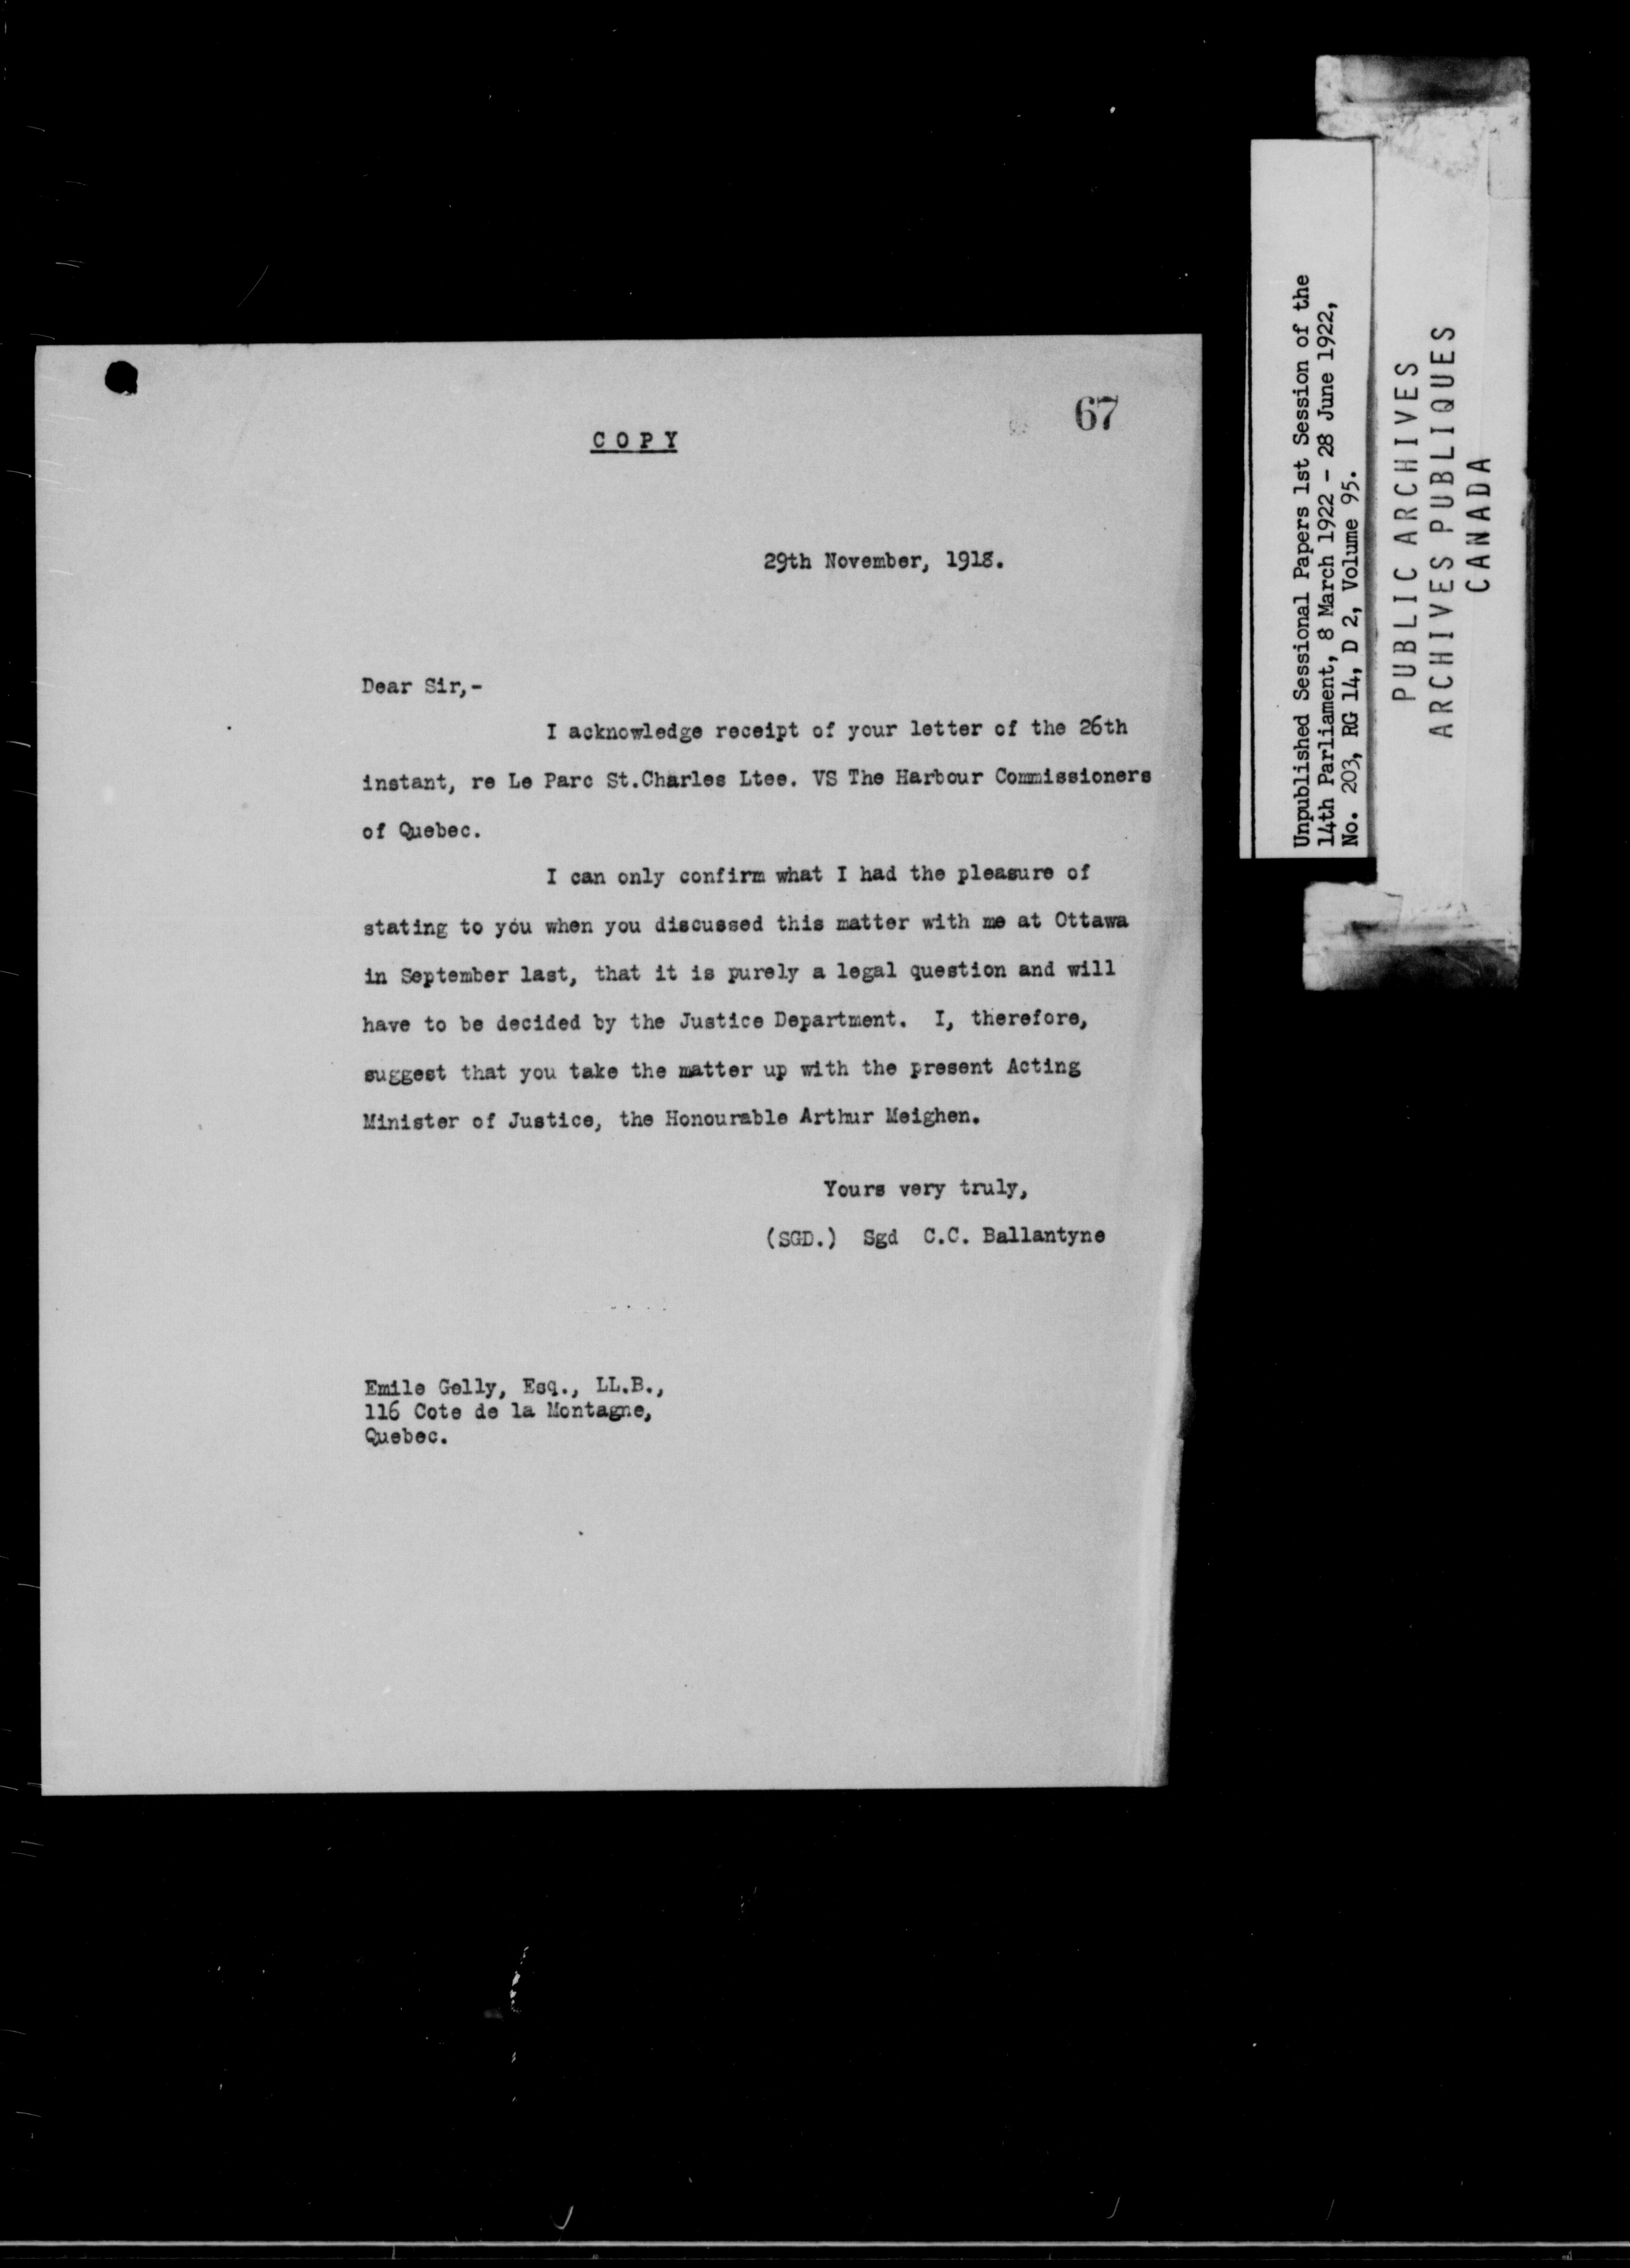 67
COPY
29th November, 1918.
Dear Sir,-
I acknowledge receipt of your letter of the 26th
instant, re Le Parc St.Charles Ltee. VS The Harbour Commissioners
of Quebec.
I can only confirm what I had the pleasure of
stating to you when you discussed this matter with me at Ottawa
in September last, that it is purely a legal question and will
have to be decided by the Justice Department. I, therefore,
suggest that you take the matter up with the present Acting
Minister of Justice, the Honourable Arthur Meighen.
Yours very truly,
(SGD.) Sgd C.C. Ballantyne
Emile Gelly, Esq., LL.B.,
116 Cote de la Montagne,
Quebec.
Unpublished Sessional Papers 1st Session of the
14th Parliament, 8 March 1922 - 28 June 1922,
No. 203, RG 14, D 2, Volume 95.
PUBLIC ARCHIVES
ARCHIVES PUBLIQUES
CANADA